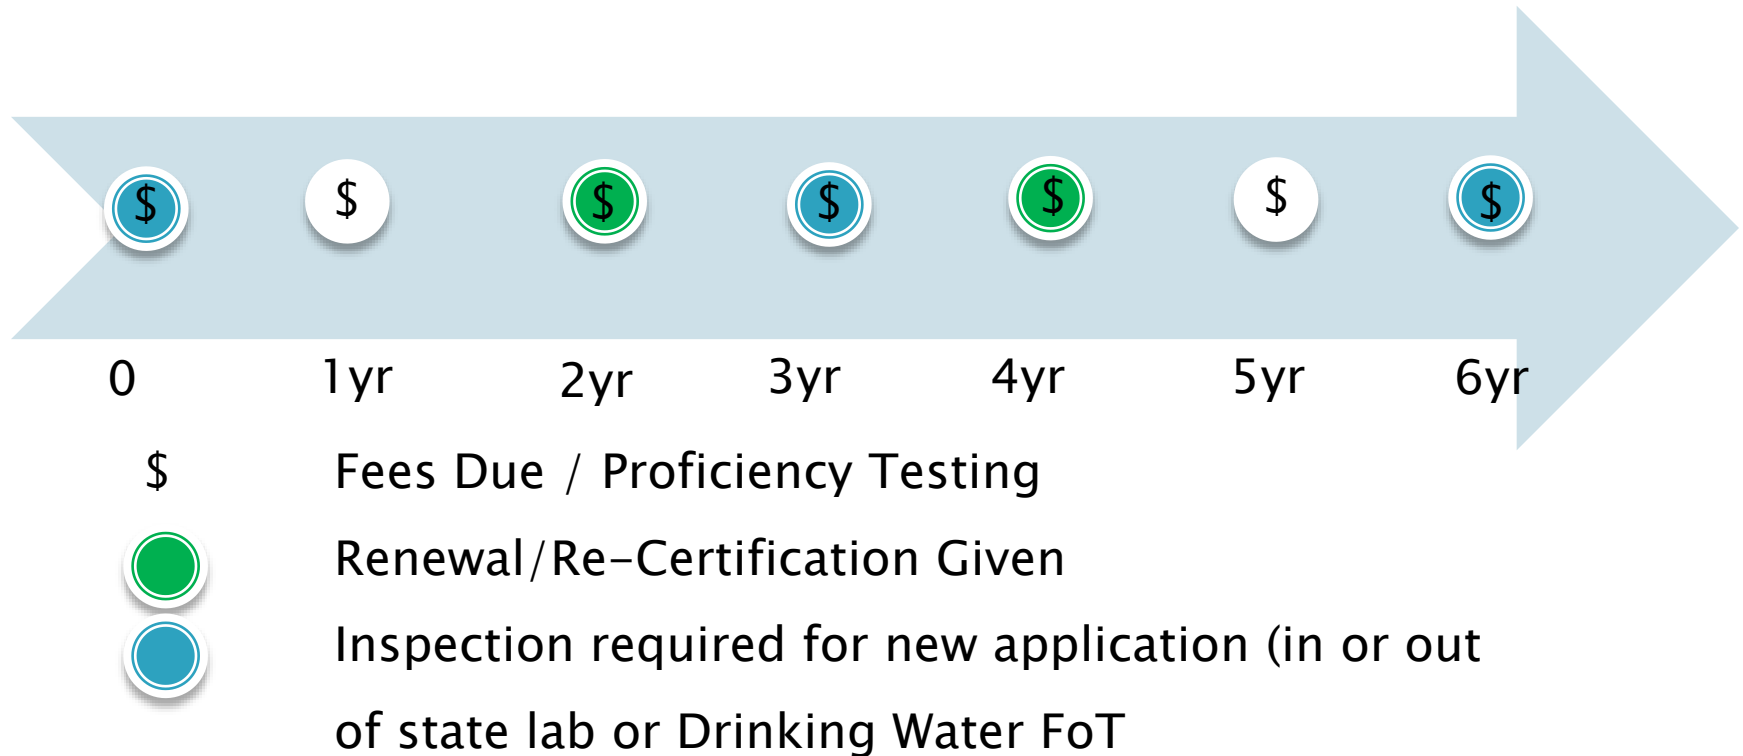 $ $ $ $ $ $ $
0 1yr 2yr 3yr 4yr 5yr 6yr
$ Fees Due / Proficiency Testing
Renewal/Re-Certification Given
Inspection required for new application (in or out
of state lab or Drinking Water FoT